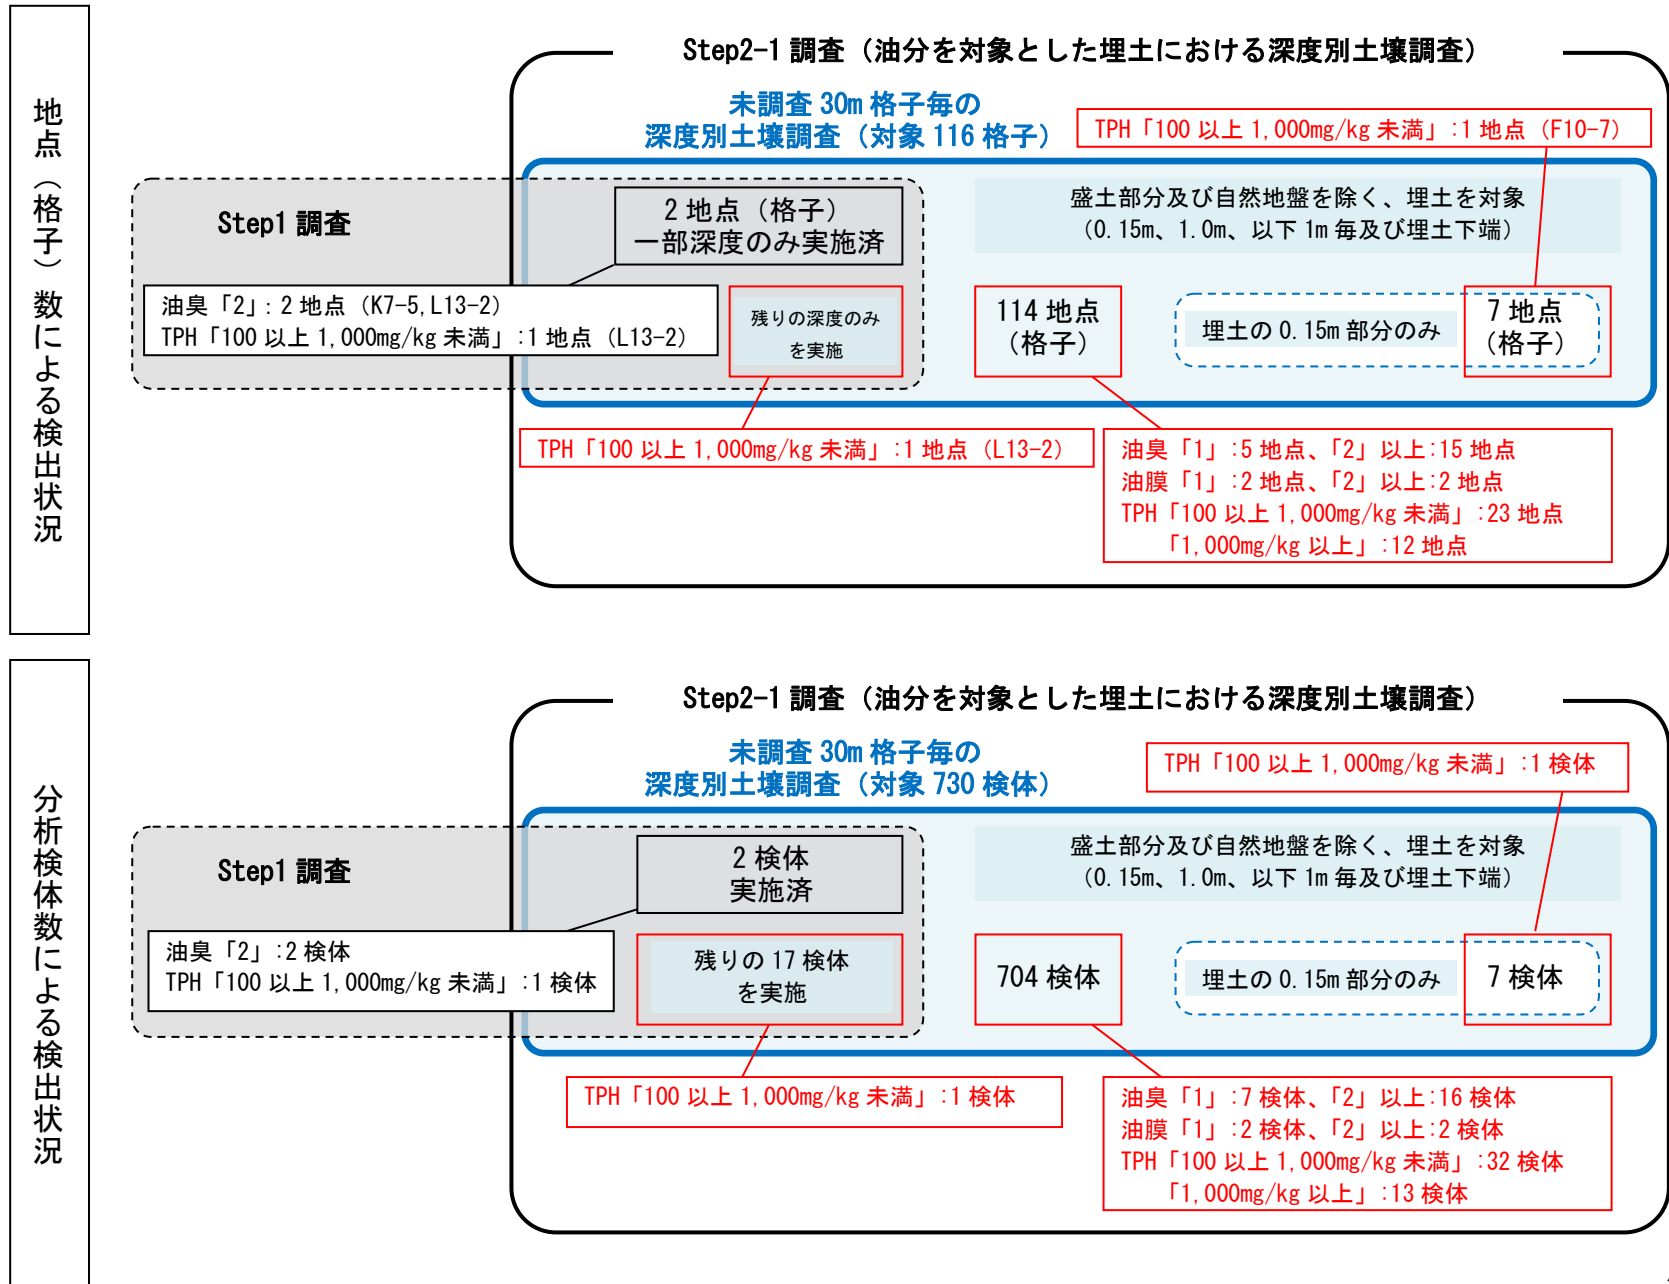 地点（格子）数による検出状況
Step2-1 調査（油分を対象とした埋土における深度別土壌調査）
未調査 30m 格子毎の
深度別土壌調査（対象 116 格子）
TPH「100 以上 1,000mg/kg 未満」:1 地点（F10-7）
Step1 調査
2 地点（格子）
一部深度のみ実施済
盛土部分及び自然地盤を除く、埋土を対象
（0.15m、1.0m、以下 1m 毎及び埋土下端）
油臭「2」: 2 地点（K7-5,L13-2）
TPH「100 以上 1,000mg/kg 未満」:1 地点（L13-2）
残りの深度のみ
を実施
114 地点
（格子）
埋土の 0.15m 部分のみ
7 地点
（格子）
TPH「100 以上 1,000mg/kg 未満」:1 地点（L13-2）
油臭「1」:5 地点、「2」以上:15 地点
油膜「1」:2 地点、「2」以上:2 地点
TPH「100 以上 1,000mg/kg 未満」:23 地点
「1,000mg/kg 以上」:12 地点
分析検体数による検出状況
Step2-1 調査（油分を対象とした埋土における深度別土壌調査）
未調査 30m 格子毎の
深度別土壌調査（対象 730 検体）
TPH「100 以上 1,000mg/kg 未満」:1 検体
Step1 調査
2 検体
実施済
盛土部分及び自然地盤を除く、埋土を対象
（0.15m、1.0m、以下 1m 毎及び埋土下端）
油臭「2」:2 検体
TPH「100 以上 1,000mg/kg 未満」:1 検体
残りの 17 検体
を実施
704 検体
埋土の 0.15m 部分のみ
7 検体
TPH「100 以上 1,000mg/kg 未満」:1 検体
油臭「1」:7 検体、「2」以上:16 検体
油膜「1」:2 検体、「2」以上:2 検体
TPH「100 以上 1,000mg/kg 未満」:32 検体
「1,000mg/kg 以上」:13 検体